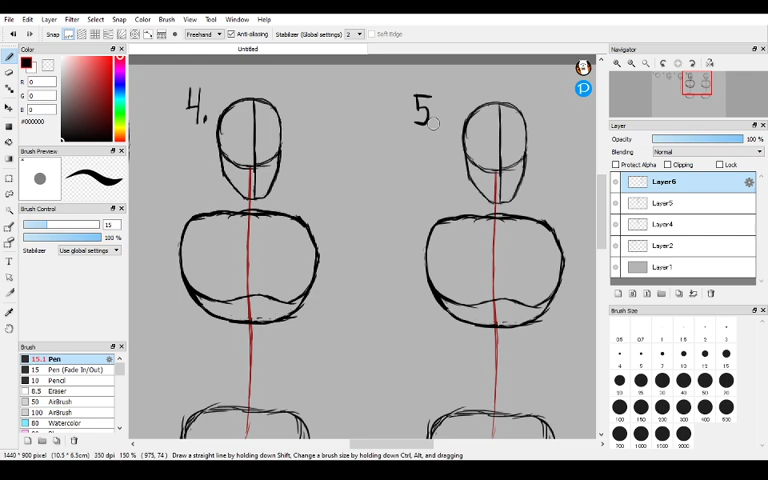 File Edit Layer Filter Select Snap Color Brush View Tool Window Help
Snap Freehand Anti-aliasing Stabilizer (Global settings) 2 Soft Edge
Untitled
Color
R 0
G 0
B 0
#000000
Brush Preview
Brush Control
15
100 %
Stabilizer Use global settings
Brush
15.1 Pen
15 Pen (Fade In/Out)
10 Pencil
8.5 Eraser
50 AirBrush
100 AirBrush
80 Watercolor
4.
5
Navigator
Layer
Opacity 100 %
Blending Normal
Protect Alpha Clipping Lock
Layer6
Layer5
Layer4
Layer2
Layer1
Brush Size
1440 * 900 pixel (10.5 * 6.5cm) 350 dpi 150 % ( 975, 74 ) Draw a straight line by holding down Shift, Change a brush size by holding down Ctrl, Alt, and dragging